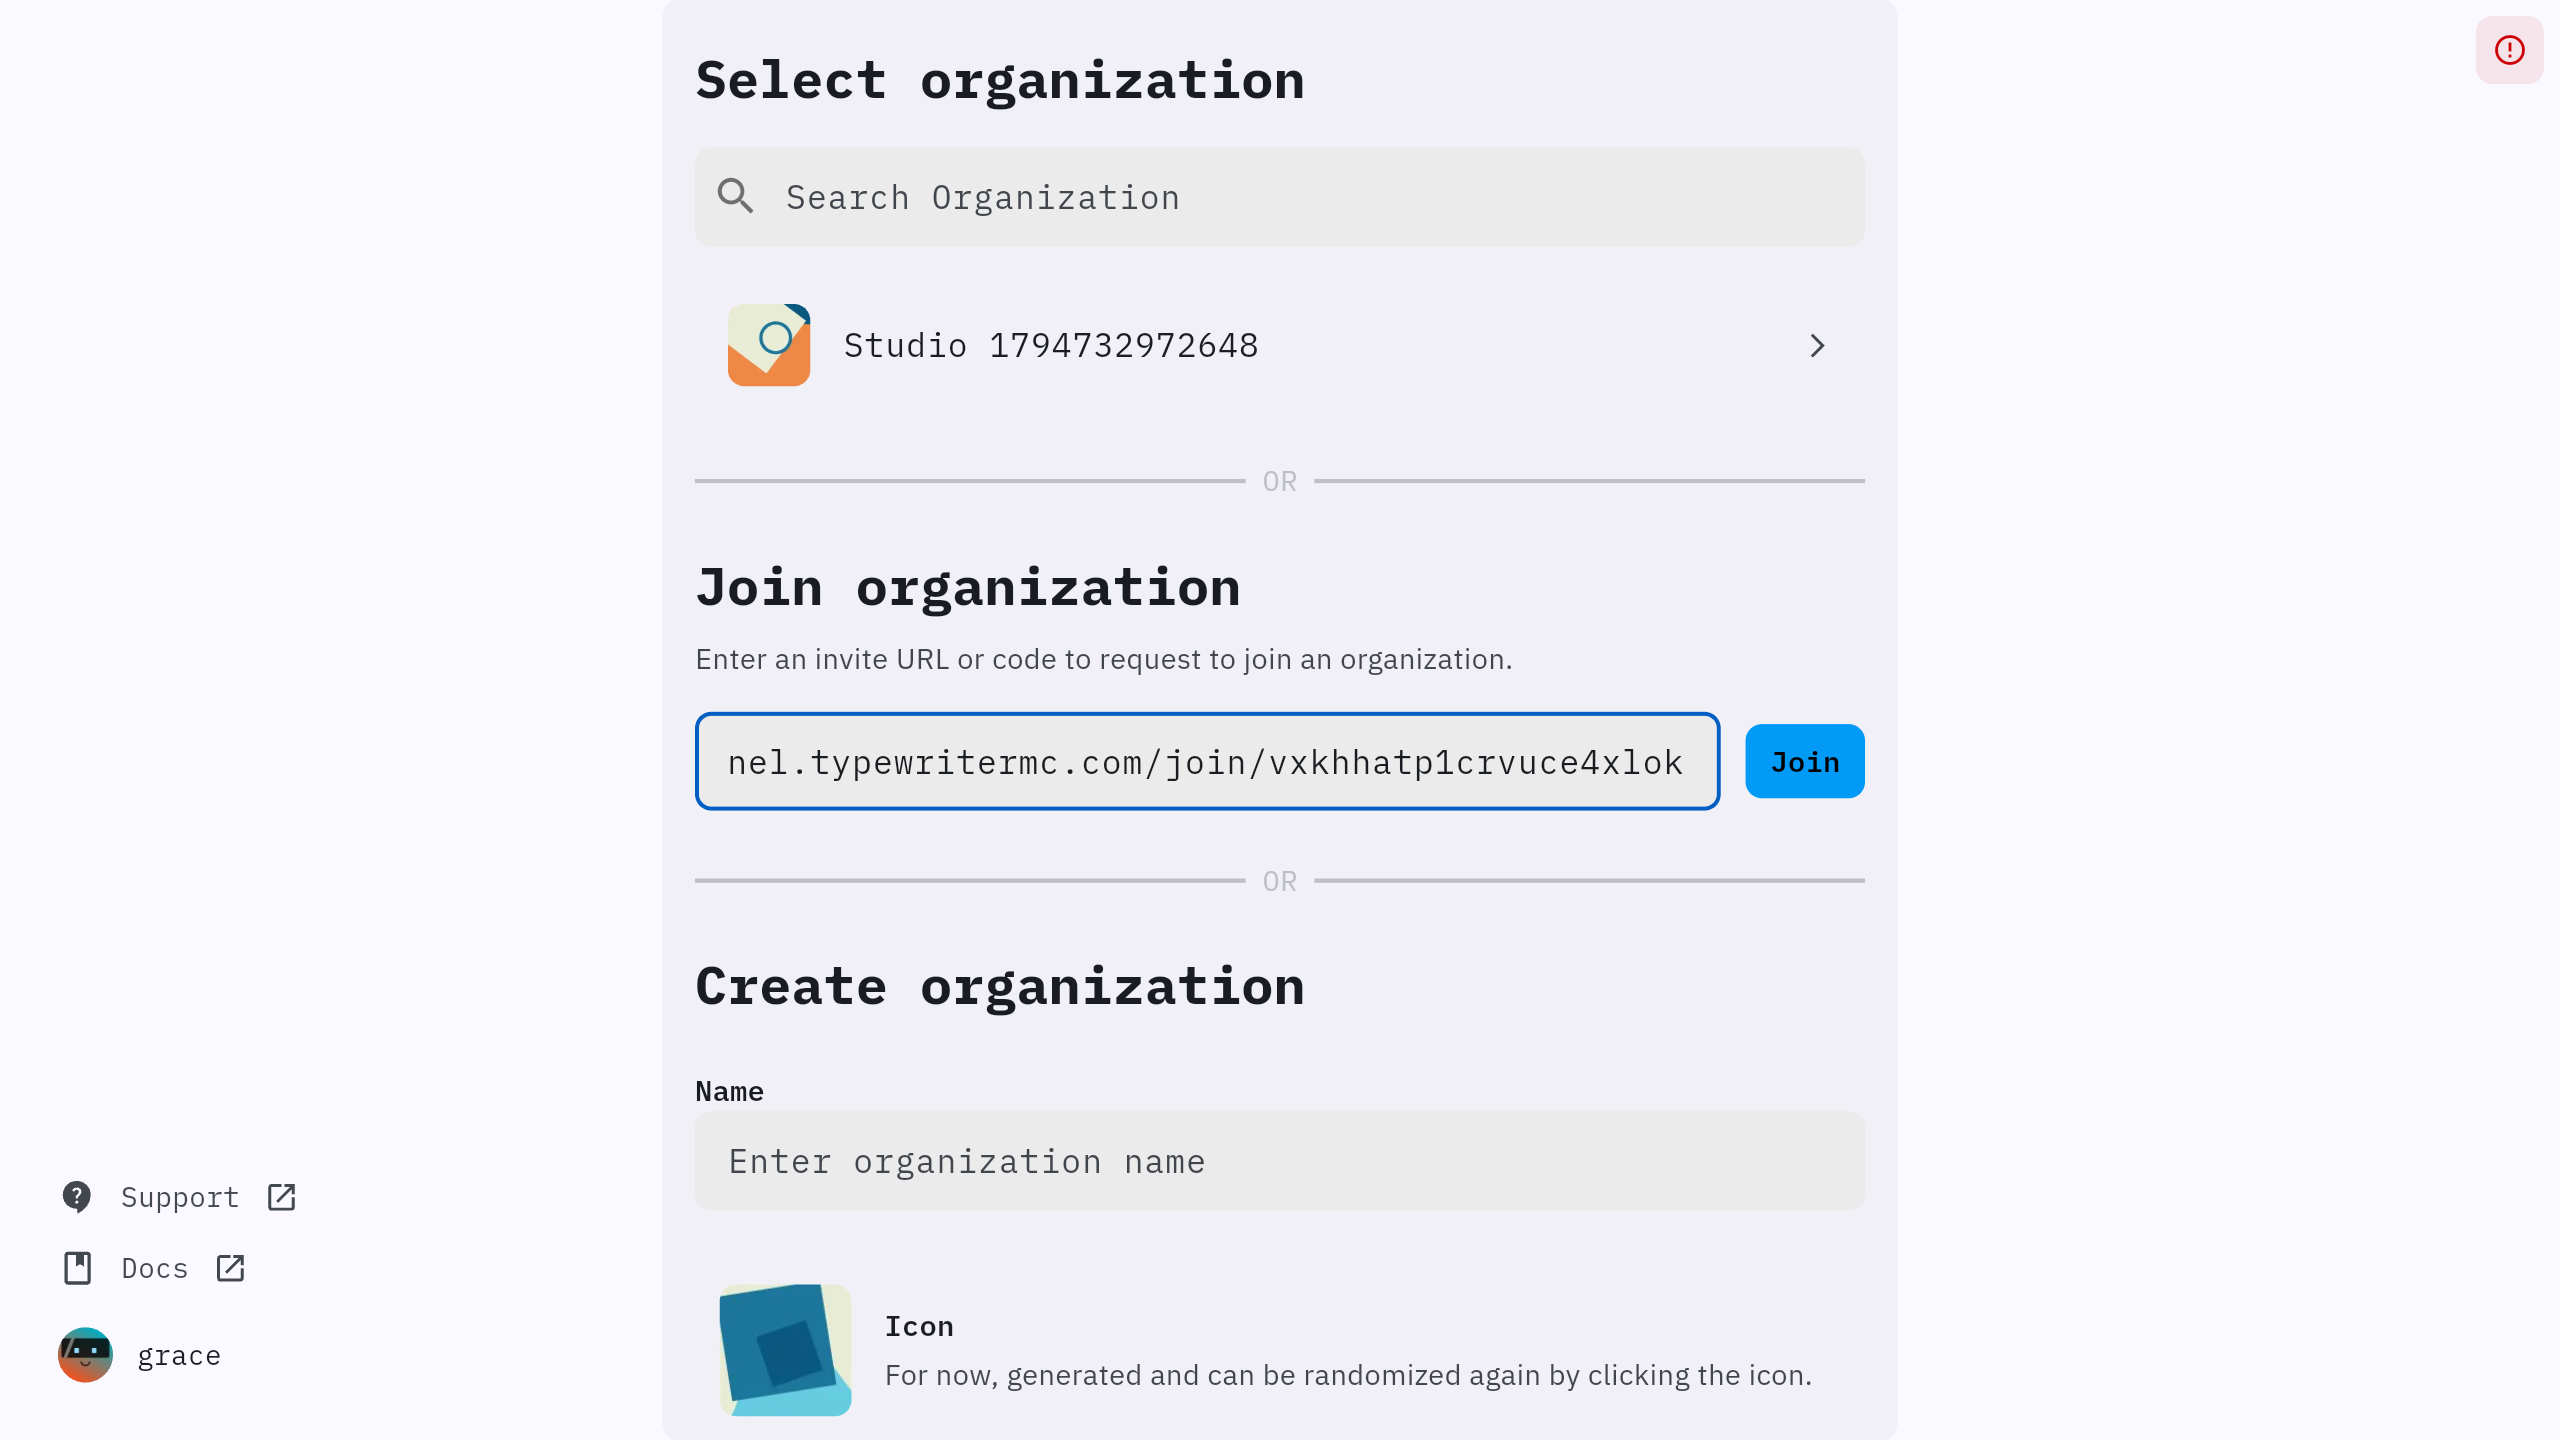 Select organization
Search Organization
Studio 1794732972648
OR
Join organization
Enter an invite URL or code to request to join an organization.
nel.typewritermc.com/join/vxkhhatp1crvuce4xlok
Join
OR
Create organization
Name
Enter organization name
Icon
For now, generated and can be randomized again by clicking the icon.
Support
Docs
grace